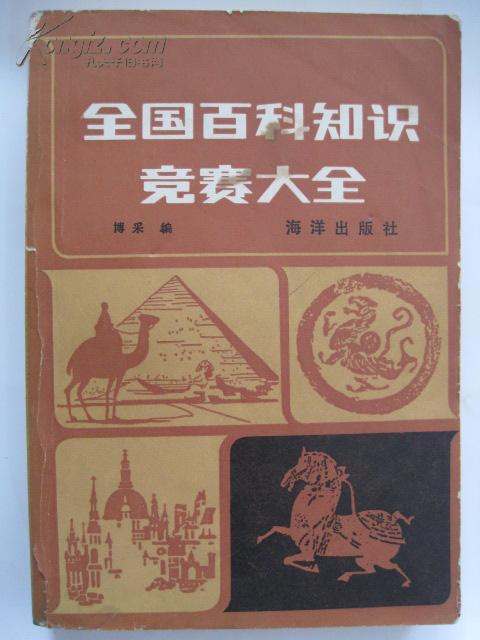 Kongfz.com
孔夫子旧书网
全国百科知识
竞赛大全
博采 编 海洋出版社